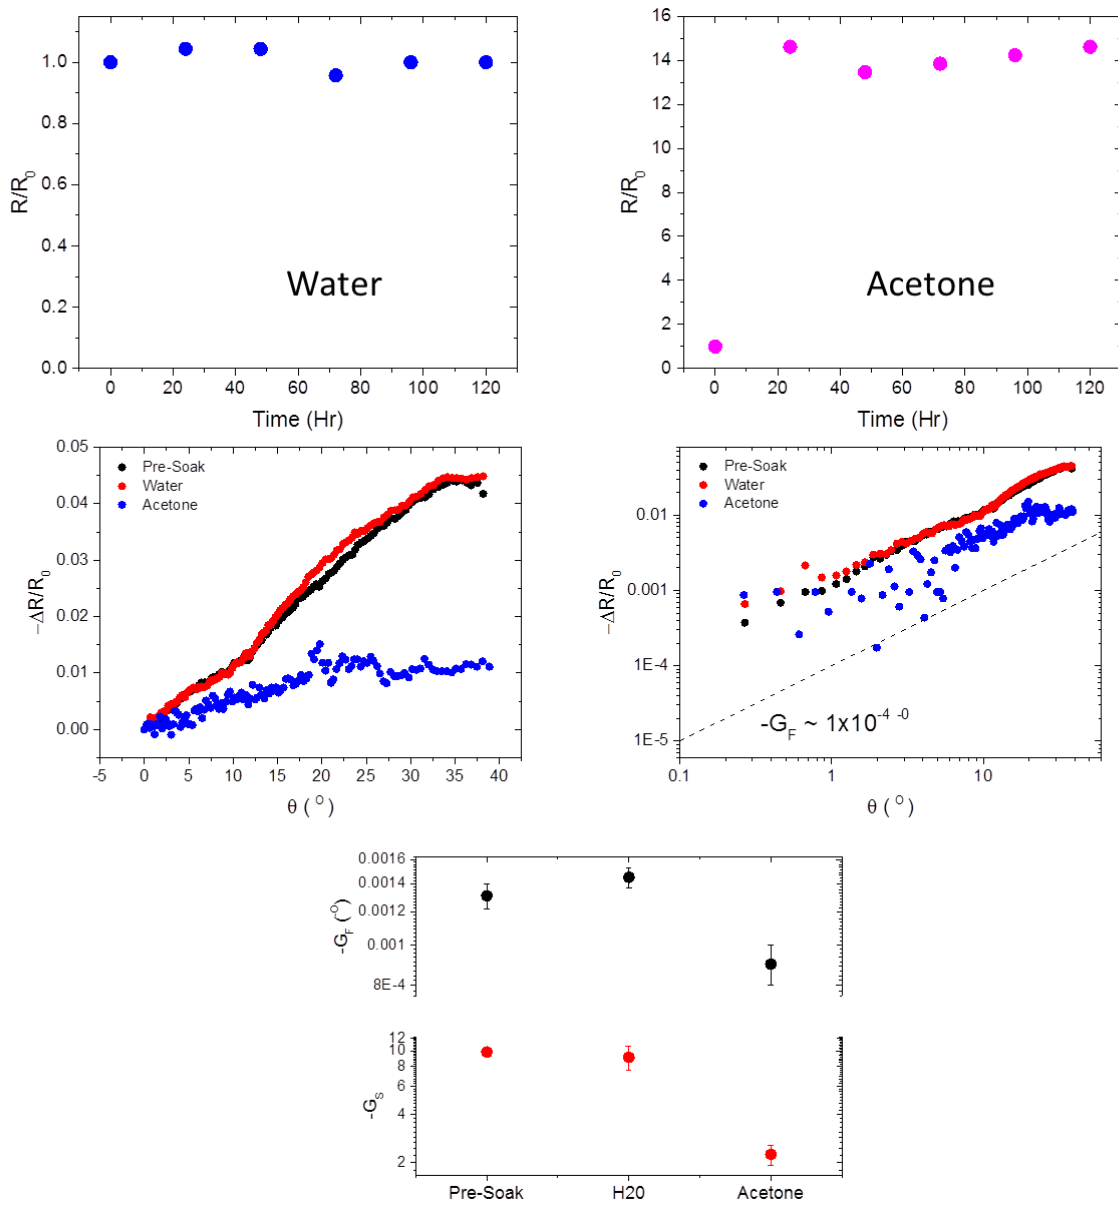 1.0
0.8
0.6
0.4
0.2
0.0
R/R0
Water
0
20
40
60
80
100
120
Time (Hr)
16
14
12
10
8
6
4
2
0
R/R0
Acetone
0
20
40
60
80
100
120
Time (Hr)
0.05
0.04
0.03
0.02
0.01
0.00
−ΔR/R0
Pre-Soak
Water
Acetone
-5
0
5
10
15
20
25
30
35
40
θ (°)
0.01
0.001
1E-4
1E-5
−ΔR/R0
Pre-Soak
Water
Acetone
-GF ~ 1x10-4 -0
0.1
1
10
θ (°)
0.0016
0.0014
0.0012
0.001
8E-4
-GF (°)
12
10
8
6
4
2
-GS
Pre-Soak
H20
Acetone